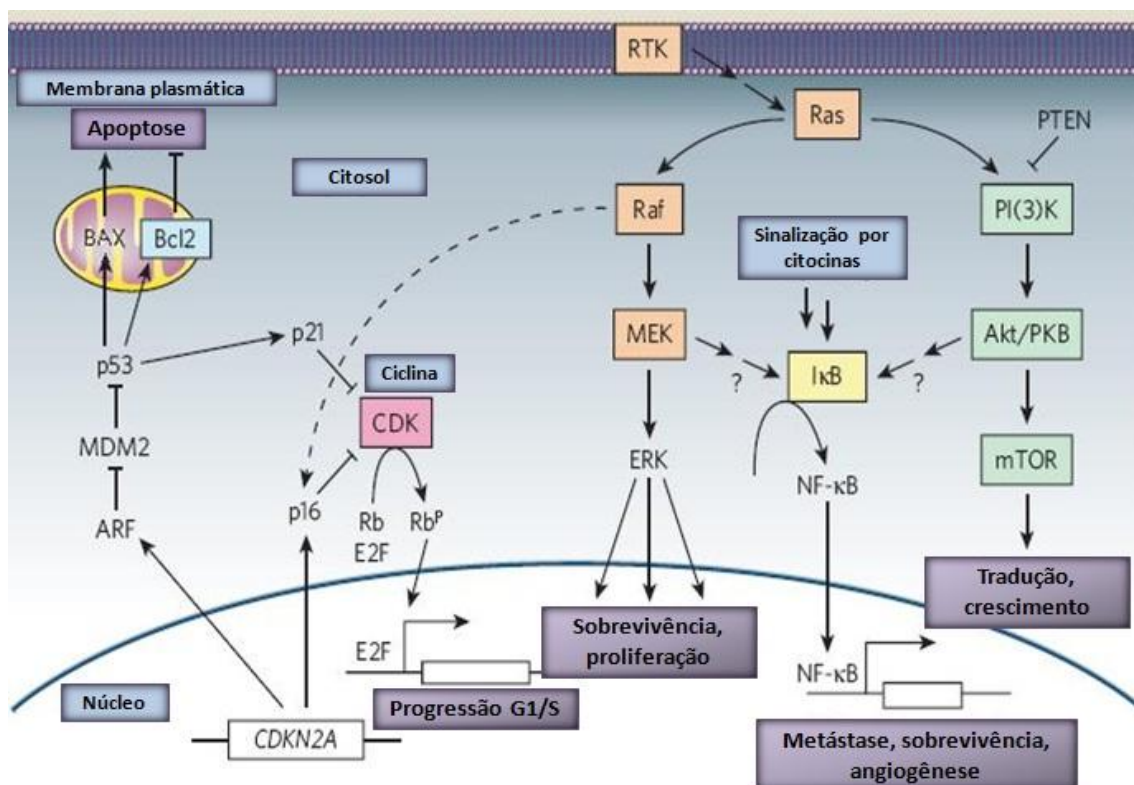 RTK
Membrana plasmática
Apoptose
Ras
PTEN
Citosol
Raf
PI(3)K
BAX
Bcl2
Sinalização por
citocinas
p21
MEK
Akt/PKB
p53
?
IκB
?
Ciclina
CDK
MDM2
ERK
mTOR
NF-κB
p16
Rb
Rbᴾ
ARF
E2F
Tradução,
crescimento
Sobrevivência,
proliferação
E2F
NF-κB
Núcleo
Progressão G1/S
CDKN2A
Metástase, sobrevivência,
angiogênese